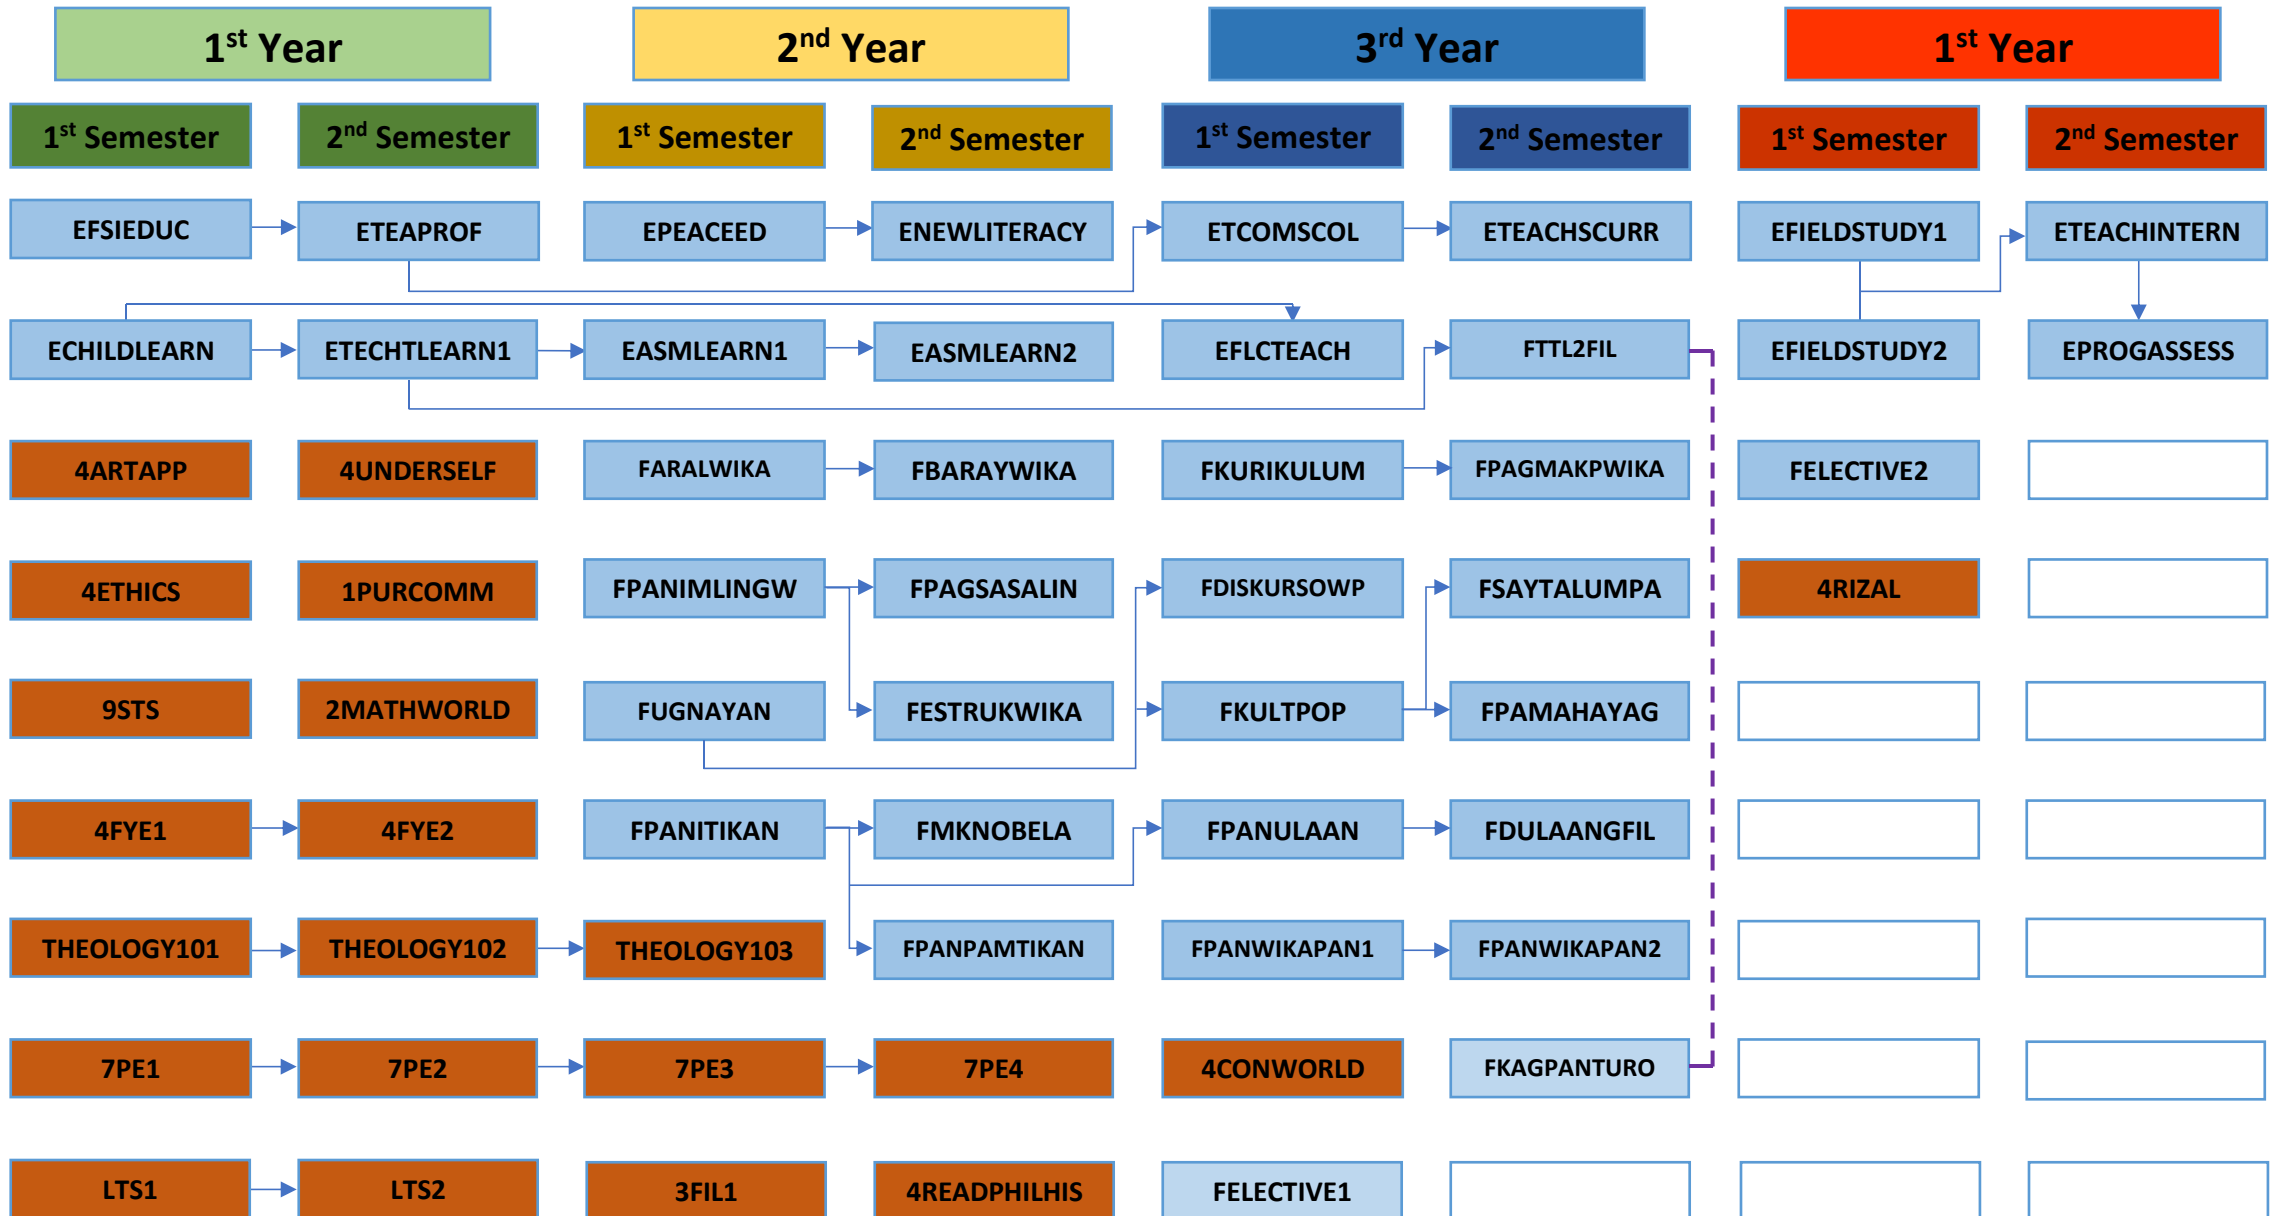 1st Year
2nd Year
3rd Year
1st Year
1st Semester
2nd Semester
1st Semester
2nd Semester
1st Semester
2nd Semester
1st Semester
2nd Semester
EFSIEDUC
ETEAPROF
EPEACEED
ENEWLITERACY
ETCOMSCOL
ETEACHSCURR
EFIELDSTUDY1
ETEACHINTERN
ECHILDLEARN
ETECHTLEARN1
EASMLEARN1
EASMLEARN2
EFLCTEACH
FTTL2FIL
EFIELDSTUDY2
EPROGASSESS
4ARTAPP
4UNDERSELF
FARALWIKA
FBARAYWIKA
FKURIKULUM
FPAGMAKPWIKA
FELECTIVE2
4ETHICS
1PURCOMM
FPANIMLINGW
FPAGSASALIN
FDISKURSOWP
FSAYTALUMPA
4RIZAL
9STS
2MATHWORLD
FUGNAYAN
FESTRUKWIKA
FKULTPOP
FPAMAHAYAG
4FYE1
4FYE2
FPANITIKAN
FMKNOBELA
FPANULAAN
FDULAANGFIL
THEOLOGY101
THEOLOGY102
THEOLOGY103
FPANPAMTIKAN
FPANWIKAPAN1
FPANWIKAPAN2
7PE1
7PE2
7PE3
7PE4
4CONWORLD
FKAGPANTURO
LTS1
LTS2
3FIL1
4READPHILHIS
FELECTIVE1